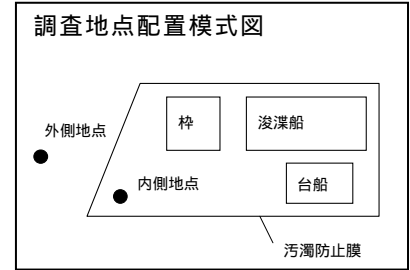 調査地点配置模式図
枠
浚渫船
外側地点
内側地点
台船
汚濁防止膜